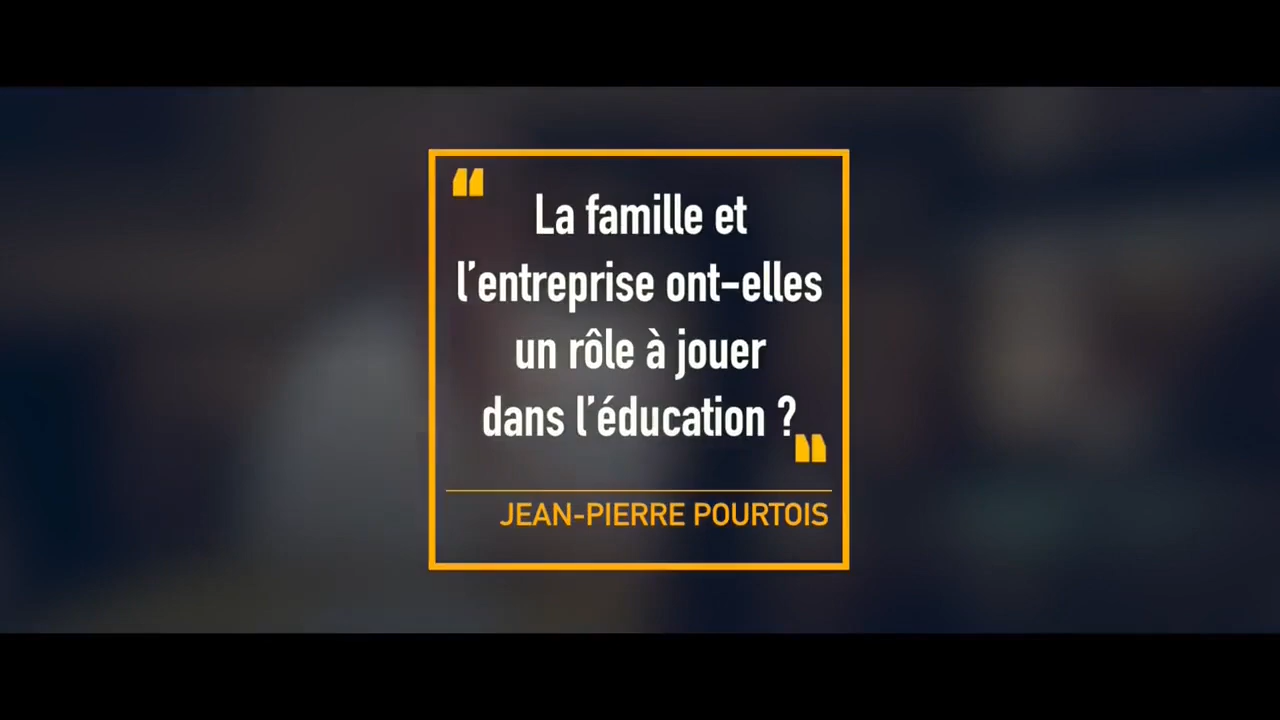 “ La famille et
l’entreprise ont-elles
un rôle à jouer
dans l’éducation ? "
JEAN-PIERRE POURTOIS